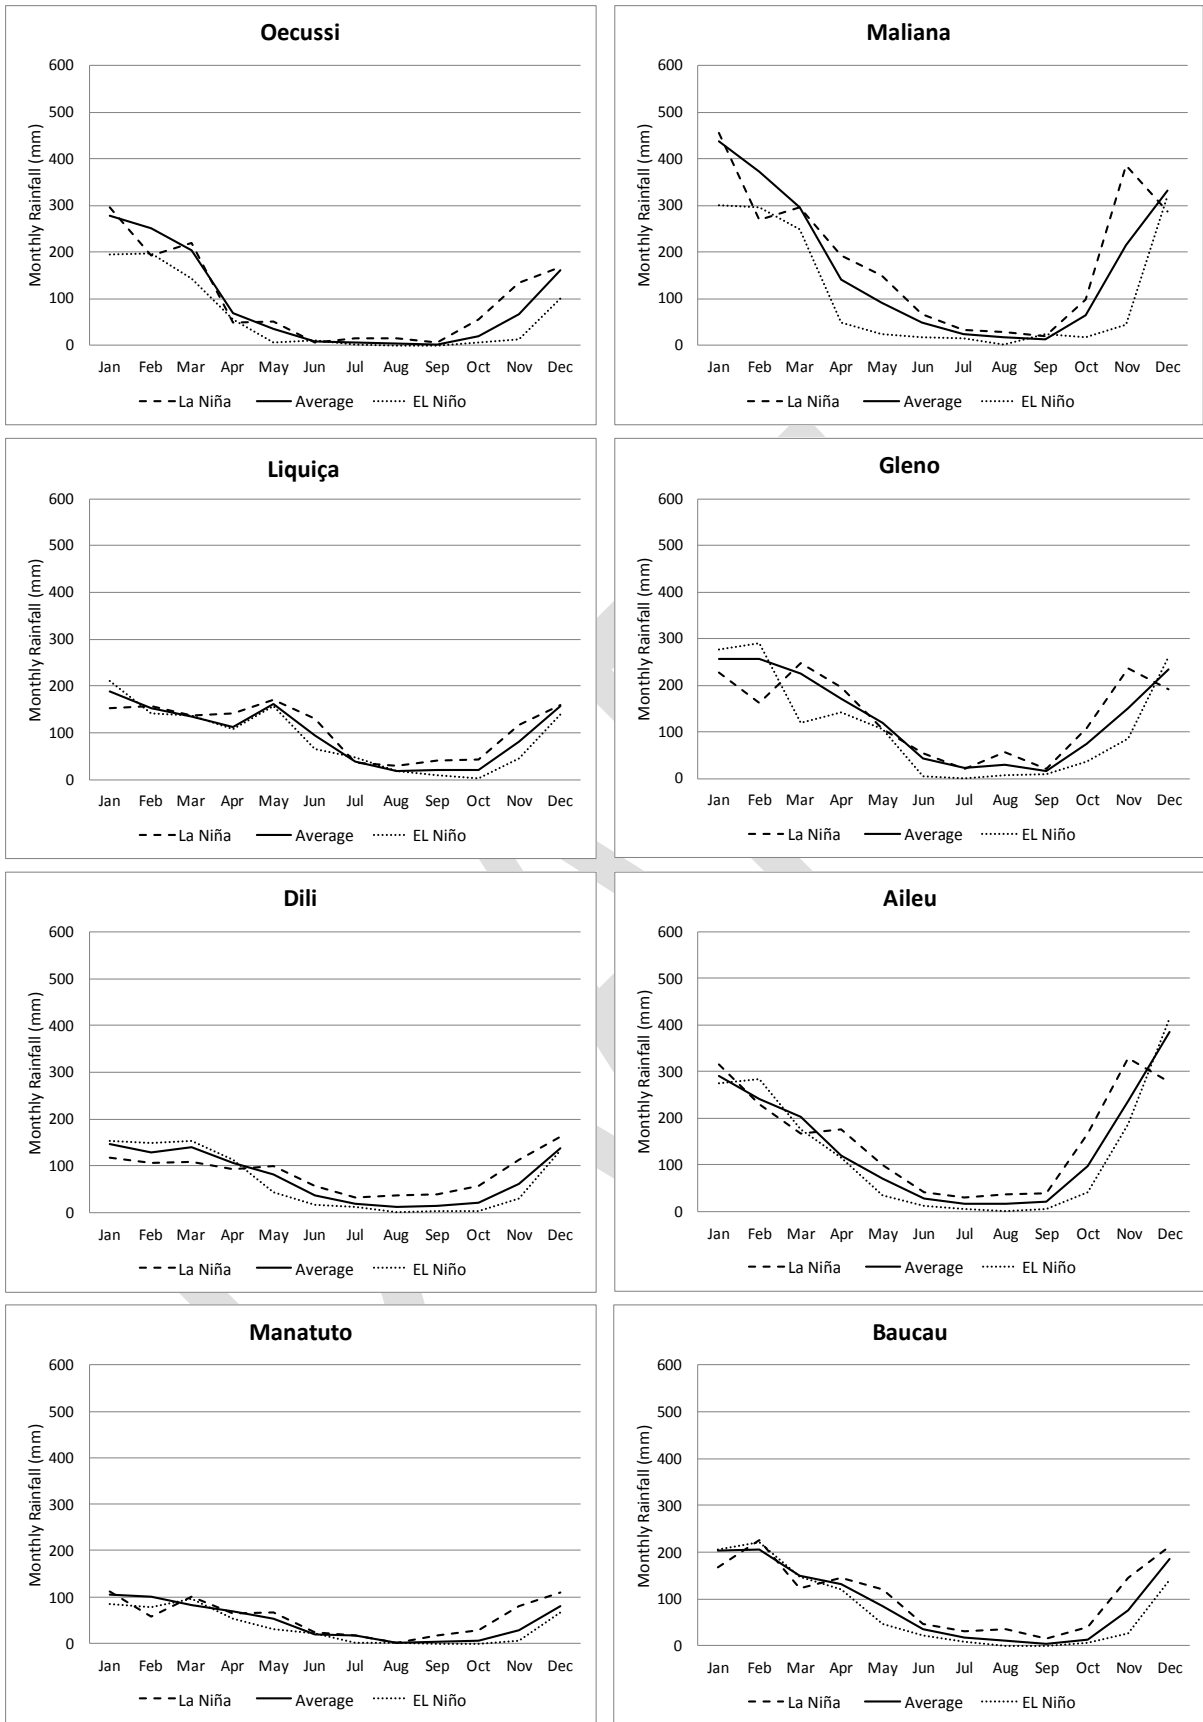 Oecussi
Monthly Rainfall (mm)
600
500
400
300
200
100
0
Jan Feb Mar Apr May Jun Jul Aug Sep Oct Nov Dec
La Niña Average EL Niño
Maliana
Monthly Rainfall (mm)
600
500
400
300
200
100
0
Jan Feb Mar Apr May Jun Jul Aug Sep Oct Nov Dec
La Niña Average EL Niño
Liquiça
Monthly Rainfall (mm)
600
500
400
300
200
100
0
Jan Feb Mar Apr May Jun Jul Aug Sep Oct Nov Dec
La Niña Average EL Niño
Gleno
Monthly Rainfall (mm)
600
500
400
300
200
100
0
Jan Feb Mar Apr May Jun Jul Aug Sep Oct Nov Dec
La Niña Average EL Niño
Dili
Monthly Rainfall (mm)
600
500
400
300
200
100
0
Jan Feb Mar Apr May Jun Jul Aug Sep Oct Nov Dec
La Niña Average EL Niño
Aileu
Monthly Rainfall (mm)
600
500
400
300
200
100
0
Jan Feb Mar Apr May Jun Jul Aug Sep Oct Nov Dec
La Niña Average EL Niño
Manatuto
Monthly Rainfall (mm)
600
500
400
300
200
100
0
Jan Feb Mar Apr May Jun Jul Aug Sep Oct Nov Dec
La Niña Average EL Niño
Baucau
Monthly Rainfall (mm)
600
500
400
300
200
100
0
Jan Feb Mar Apr May Jun Jul Aug Sep Oct Nov Dec
La Niña Average EL Niño